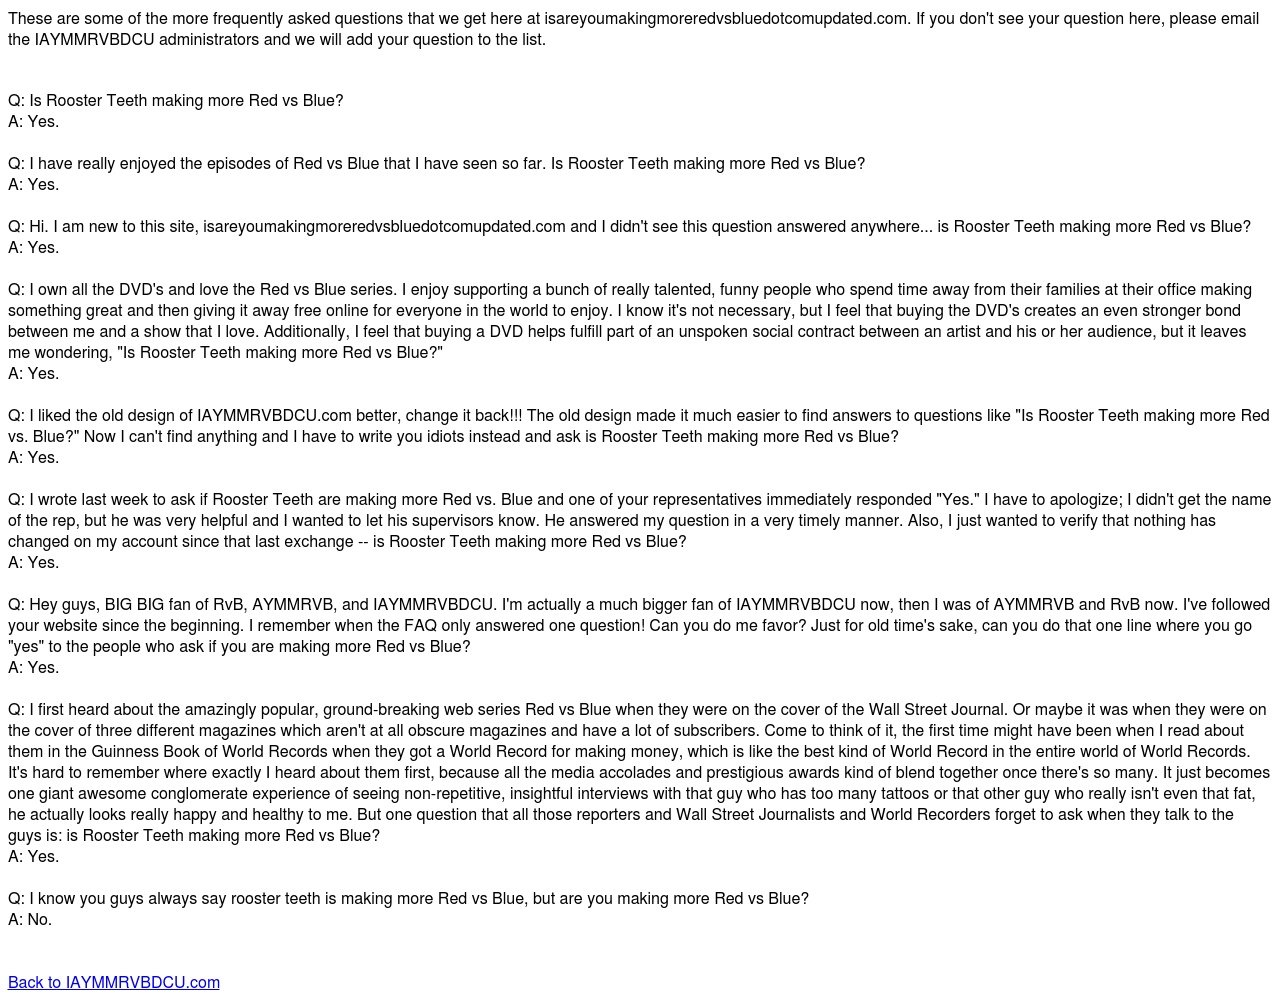 These are some of the more frequently asked questions that we get here at isareyoumakingmoreredvsbluedotcomupdated.com. If you don't see your question here, please email
the IAYMMRVBDCU administrators and we will add your question to the list.
Q: Is Rooster Teeth making more Red vs Blue?
A: Yes.
Q: I have really enjoyed the episodes of Red vs Blue that I have seen so far. Is Rooster Teeth making more Red vs Blue?
A: Yes.
Q: Hi. I am new to this site, isareyoumakingmoreredvsbluedotcomupdated.com and I didn't see this question answered anywhere... is Rooster Teeth making more Red vs Blue?
A: Yes.
Q: I own all the DVD's and love the Red vs Blue series. I enjoy supporting a bunch of really talented, funny people who spend time away from their families at their office making
something great and then giving it away free online for everyone in the world to enjoy. I know it's not necessary, but I feel that buying the DVD's creates an even stronger bond
between me and a show that I love. Additionally, I feel that buying a DVD helps fulfill part of an unspoken social contract between an artist and his or her audience, but it leaves
me wondering, "Is Rooster Teeth making more Red vs Blue?"
A: Yes.
Q: I liked the old design of IAYMMRVBDCU.com better, change it back!!! The old design made it much easier to find answers to questions like "Is Rooster Teeth making more Red
vs. Blue?" Now I can't find anything and I have to write you idiots instead and ask is Rooster Teeth making more Red vs Blue?
A: Yes.
Q: I wrote last week to ask if Rooster Teeth are making more Red vs. Blue and one of your representatives immediately responded "Yes." I have to apologize; I didn't get the name
of the rep, but he was very helpful and I wanted to let his supervisors know. He answered my question in a very timely manner. Also, I just wanted to verify that nothing has
changed on my account since that last exchange -- is Rooster Teeth making more Red vs Blue?
A: Yes.
Q: Hey guys, BIG BIG fan of RvB, AYMMRVB, and IAYMMRVBDCU. I'm actually a much bigger fan of IAYMMRVBDCU now, then I was of AYMMRVB and RvB now. I've followed
your website since the beginning. I remember when the FAQ only answered one question! Can you do me favor? Just for old time's sake, can you do that one line where you go
"yes" to the people who ask if you are making more Red vs Blue?
A: Yes.
Q: I first heard about the amazingly popular, ground-breaking web series Red vs Blue when they were on the cover of the Wall Street Journal. Or maybe it was when they were on
the cover of three different magazines which aren't at all obscure magazines and have a lot of subscribers. Come to think of it, the first time might have been when I read about
them in the Guinness Book of World Records when they got a World Record for making money, which is like the best kind of World Record in the entire world of World Records.
It's hard to remember where exactly I heard about them first, because all the media accolades and prestigious awards kind of blend together once there's so many. It just becomes
one giant awesome conglomerate experience of seeing non-repetitive, insightful interviews with that guy who has too many tattoos or that other guy who really isn't even that fat,
he actually looks really happy and healthy to me. But one question that all those reporters and Wall Street Journalists and World Recorders forget to ask when they talk to the
guys is: is Rooster Teeth making more Red vs Blue?
A: Yes.
Q: I know you guys always say rooster teeth is making more Red vs Blue, but are you making more Red vs Blue?
A: No.
Back to IAYMMRVBDCU.com